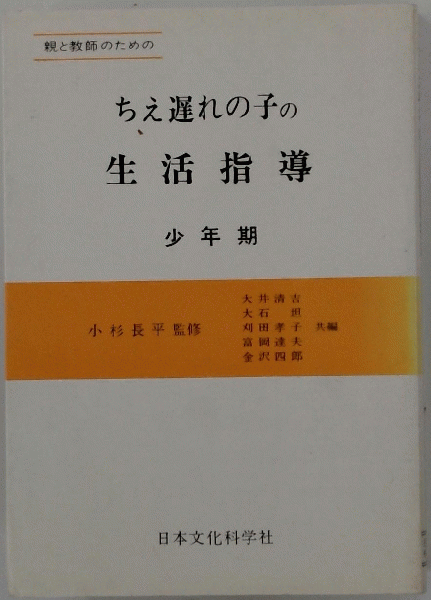 親と教師のための
ちえ遅れの子の
生活指導
少年期
小杉長平監修
大井清吉
大石坦
刈田孝子 共編
富岡達夫
金沢四郎
日本文化科学社